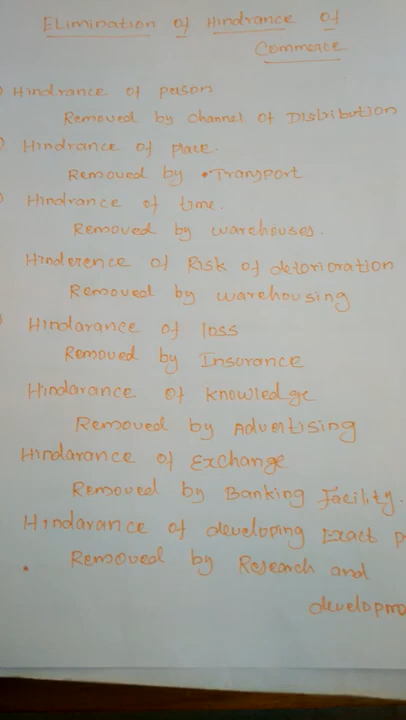 Elimination of Hindrance of
Commerce
Hindrance of person
Removed by channel of Distribution
Hindrance of place.
Removed by Transport
Hindrance of time.
Removed by warehouses.
Hinderence of Risk of detorioration
Removed by warehousing
Hindarance of loss
Removed by Insurance
Hindarance of knowledge
Removed by Advertising
Hindarance of Exchange
Removed by Banking facility.
Hindarance of developing Exact
Removed by Research and